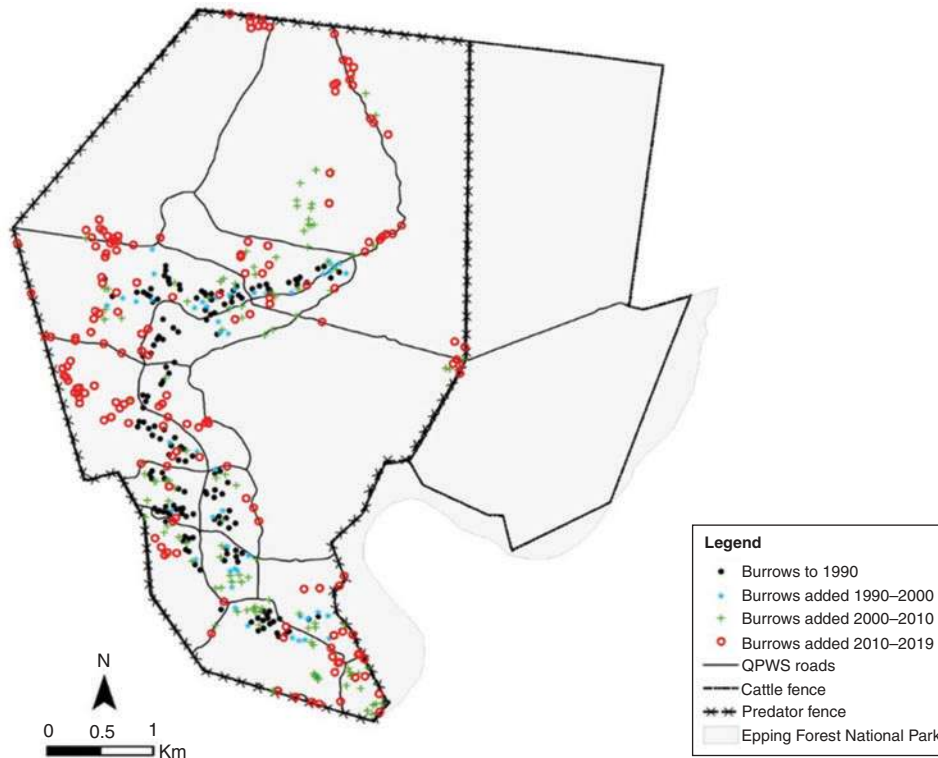 N
0 0.5 1
Km
Legend
Burrows to 1990
Burrows added 1990–2000
Burrows added 2000–2010
Burrows added 2010–2019
QPWS roads
Cattle fence
Predator fence
Epping Forest National Park